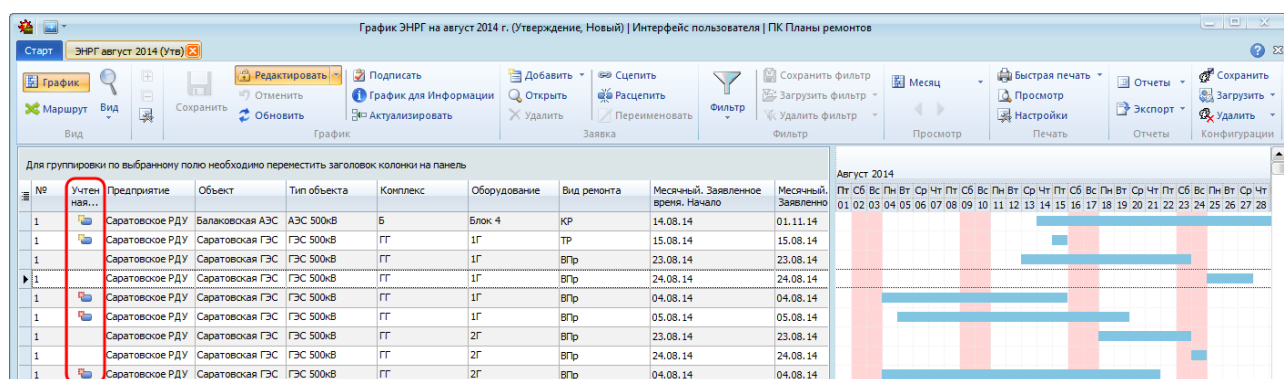 График ЭНРГ на август 2014 г. (Утверждение, Новый) | Интерфейс пользователя | ПК Планы ремонтов
Старт ЭНРГ август 2014 (Утв)
График Редактировать Подписать Добавить Сцепить Сохранить фильтр Месяц Быстрая печать Отчеты Сохранить
Отменить График для Информации Открыть Расцепить Загрузить фильтр Просмотр Загрузить
Маршрут Вид Сохранить Обновить Актуализировать Удалить Переименовать Фильтр Удалить фильтр Настройки Экспорт Удалить
Вид График Заявка Фильтр Просмотр Печать Отчеты Конфигурации
Для группировки по выбранному полю необходимо переместить заголовок колонки на панель
Август 2014
№ Учтен ная... Предприятие Объект Тип объекта Комплекс Оборудование Вид ремонта Месячный. Заявленное время. Начало Месячный. Заявленно
Пт Сб Вс Пн Вт Ср Чт Пт Сб Вс Пн Вт Ср Чт Пт Сб Вс Пн Вт Ср Чт Пт Сб Вс Пн Вт Ср Чт
01 02 03 04 05 06 07 08 09 10 11 12 13 14 15 16 17 18 19 20 21 22 23 24 25 26 27 28
1 Саратовское РДУ Балаковская АЭС АЭС 500кВ Б Блок 4 КР 14.08.14 01.11.14
1 Саратовское РДУ Саратовская ГЭС ГЭС 500кВ ГГ 1Г ТР 15.08.14 15.08.14
1 Саратовское РДУ Саратовская ГЭС ГЭС 500кВ ГГ 1Г ВПр 23.08.14 23.08.14
1 Саратовское РДУ Саратовская ГЭС ГЭС 500кВ ГГ 1Г ВПр 24.08.14 24.08.14
1 Саратовское РДУ Саратовская ГЭС ГЭС 500кВ ГГ 1Г ВПр 04.08.14 04.08.14
1 Саратовское РДУ Саратовская ГЭС ГЭС 500кВ ГГ 1Г ВПр 05.08.14 05.08.14
1 Саратовское РДУ Саратовская ГЭС ГЭС 500кВ ГГ 2Г ВПр 23.08.14 23.08.14
1 Саратовское РДУ Саратовская ГЭС ГЭС 500кВ ГГ 2Г ВПр 24.08.14 24.08.14
1 Саратовское РДУ Саратовская ГЭС ГЭС 500кВ ГГ 2Г ВПр 04.08.14 04.08.14